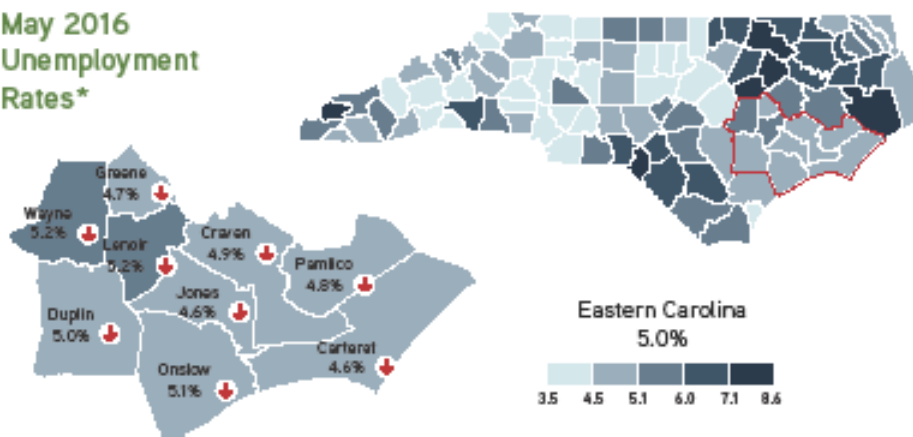 May 2016
Unemployment
Rates*
Greene
4.7%
Wayne
5.2%
Lenoir
5.2%
Craven
4.9%
Pamlico
4.8%
Jones
4.6%
Duplin
5.0%
Carteret
4.6%
Onslow
5.1%
Eastern Carolina
5.0%
3.5 4.5 5.1 6.0 7.1 8.6